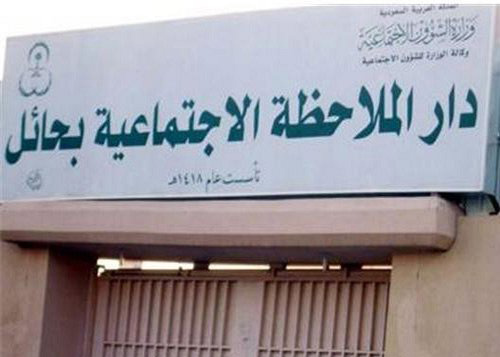 المملكة العربية السعودية
وزارة الشؤون الاجتماعية
وكالة الوزارة للشؤون الاجتماعية
دار الملاحظة الاجتماعية بحائل
تأسست عام ١٤١٨هـ